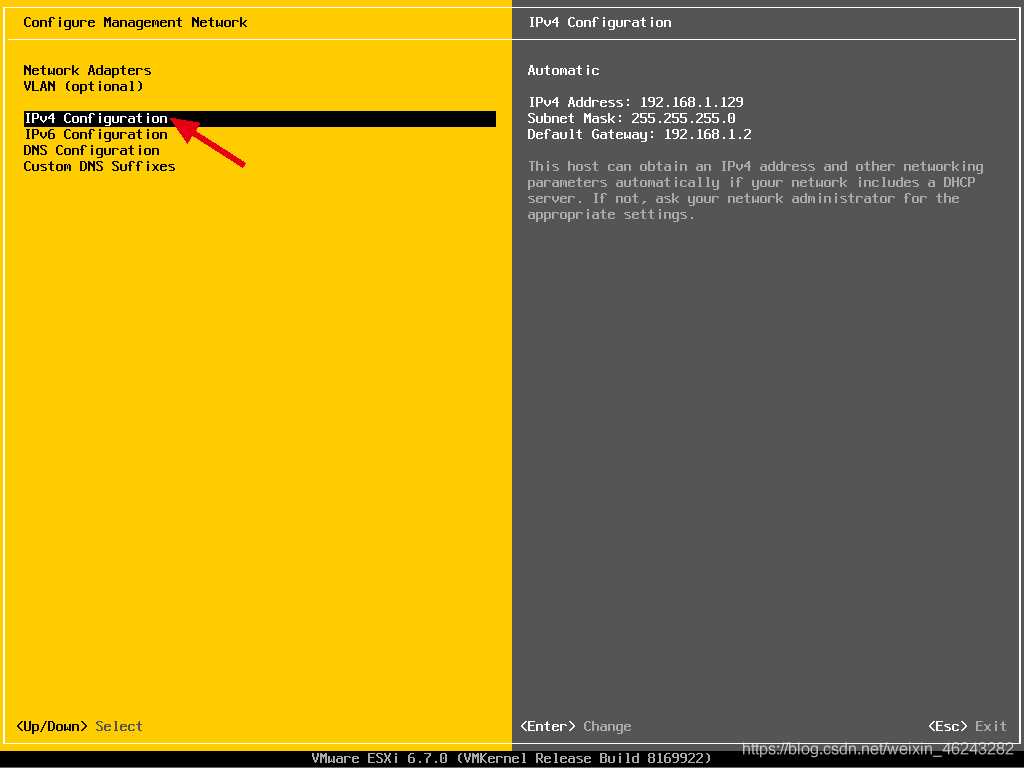 Configure Management Network
Network Adapters
VLAN (optional)
IPv4 Configuration
IPv6 Configuration
DNS Configuration
Custom DNS Suffixes
<Up/Down> Select
IPv4 Configuration
Automatic
IPv4 Address: 192.168.1.129
Subnet Mask: 255.255.255.0
Default Gateway: 192.168.1.2
This host can obtain an IPv4 address and other networking
parameters automatically if your network includes a DHCP
server. If not, ask your network administrator for the
appropriate settings.
<Enter> Change
<Esc> Exit
https://blog.csdn.net/weixin_46243282
VMware ESXi 6.7.0 (VMKernel Release Build 8169922)